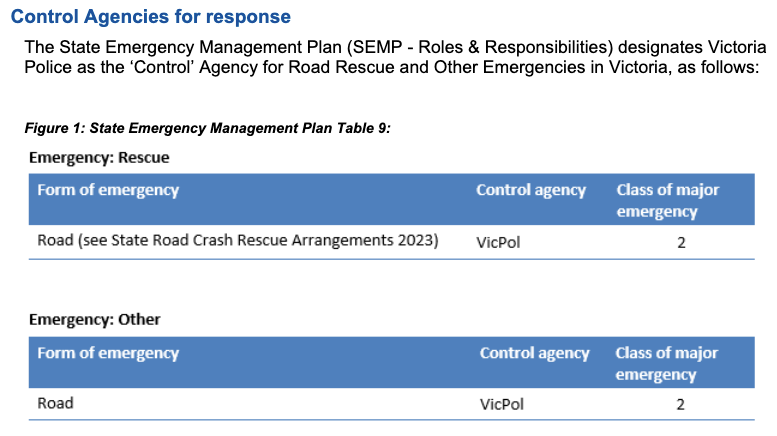 Control Agencies for response
The State Emergency Management Plan (SEMP - Roles & Responsibilities) designates Victoria
Police as the ‘Control’ Agency for Road Rescue and Other Emergencies in Victoria, as follows:
Figure 1: State Emergency Management Plan Table 9:
Emergency: Rescue
Form of emergency Control agency Class of major
emergency
Road (see State Road Crash Rescue Arrangements 2023) VicPol 2
Emergency: Other
Form of emergency Control agency Class of major
emergency
Road VicPol 2